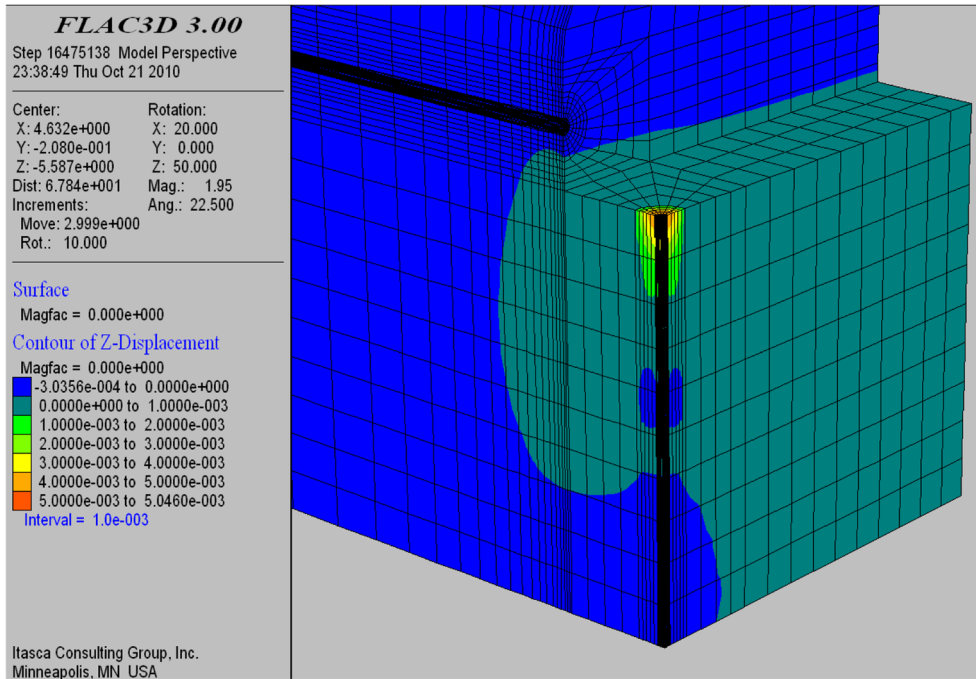 FLAC3D 3.00
Step 16475138 Model Perspective
23:38:49 Thu Oct 21 2010
Center: Rotation:
X: 4.632e+000 X: 20.000
Y: -2.080e-001 Y: 0.000
Z: -5.587e+000 Z: 50.000
Dist: 6.784e+001 Mag.: 1.95
Increments: Ang.: 22.500
Move: 2.999e+000
Rot.: 10.000
Surface
Magfac = 0.000e+000
Contour of Z-Displacement
Magfac = 0.000e+000
-3.0356e-004 to 0.0000e+000
0.0000e+000 to 1.0000e-003
1.0000e-003 to 2.0000e-003
2.0000e-003 to 3.0000e-003
3.0000e-003 to 4.0000e-003
4.0000e-003 to 5.0000e-003
5.0000e-003 to 5.0460e-003
Interval = 1.0e-003
Itasca Consulting Group, Inc.
Minneapolis, MN USA